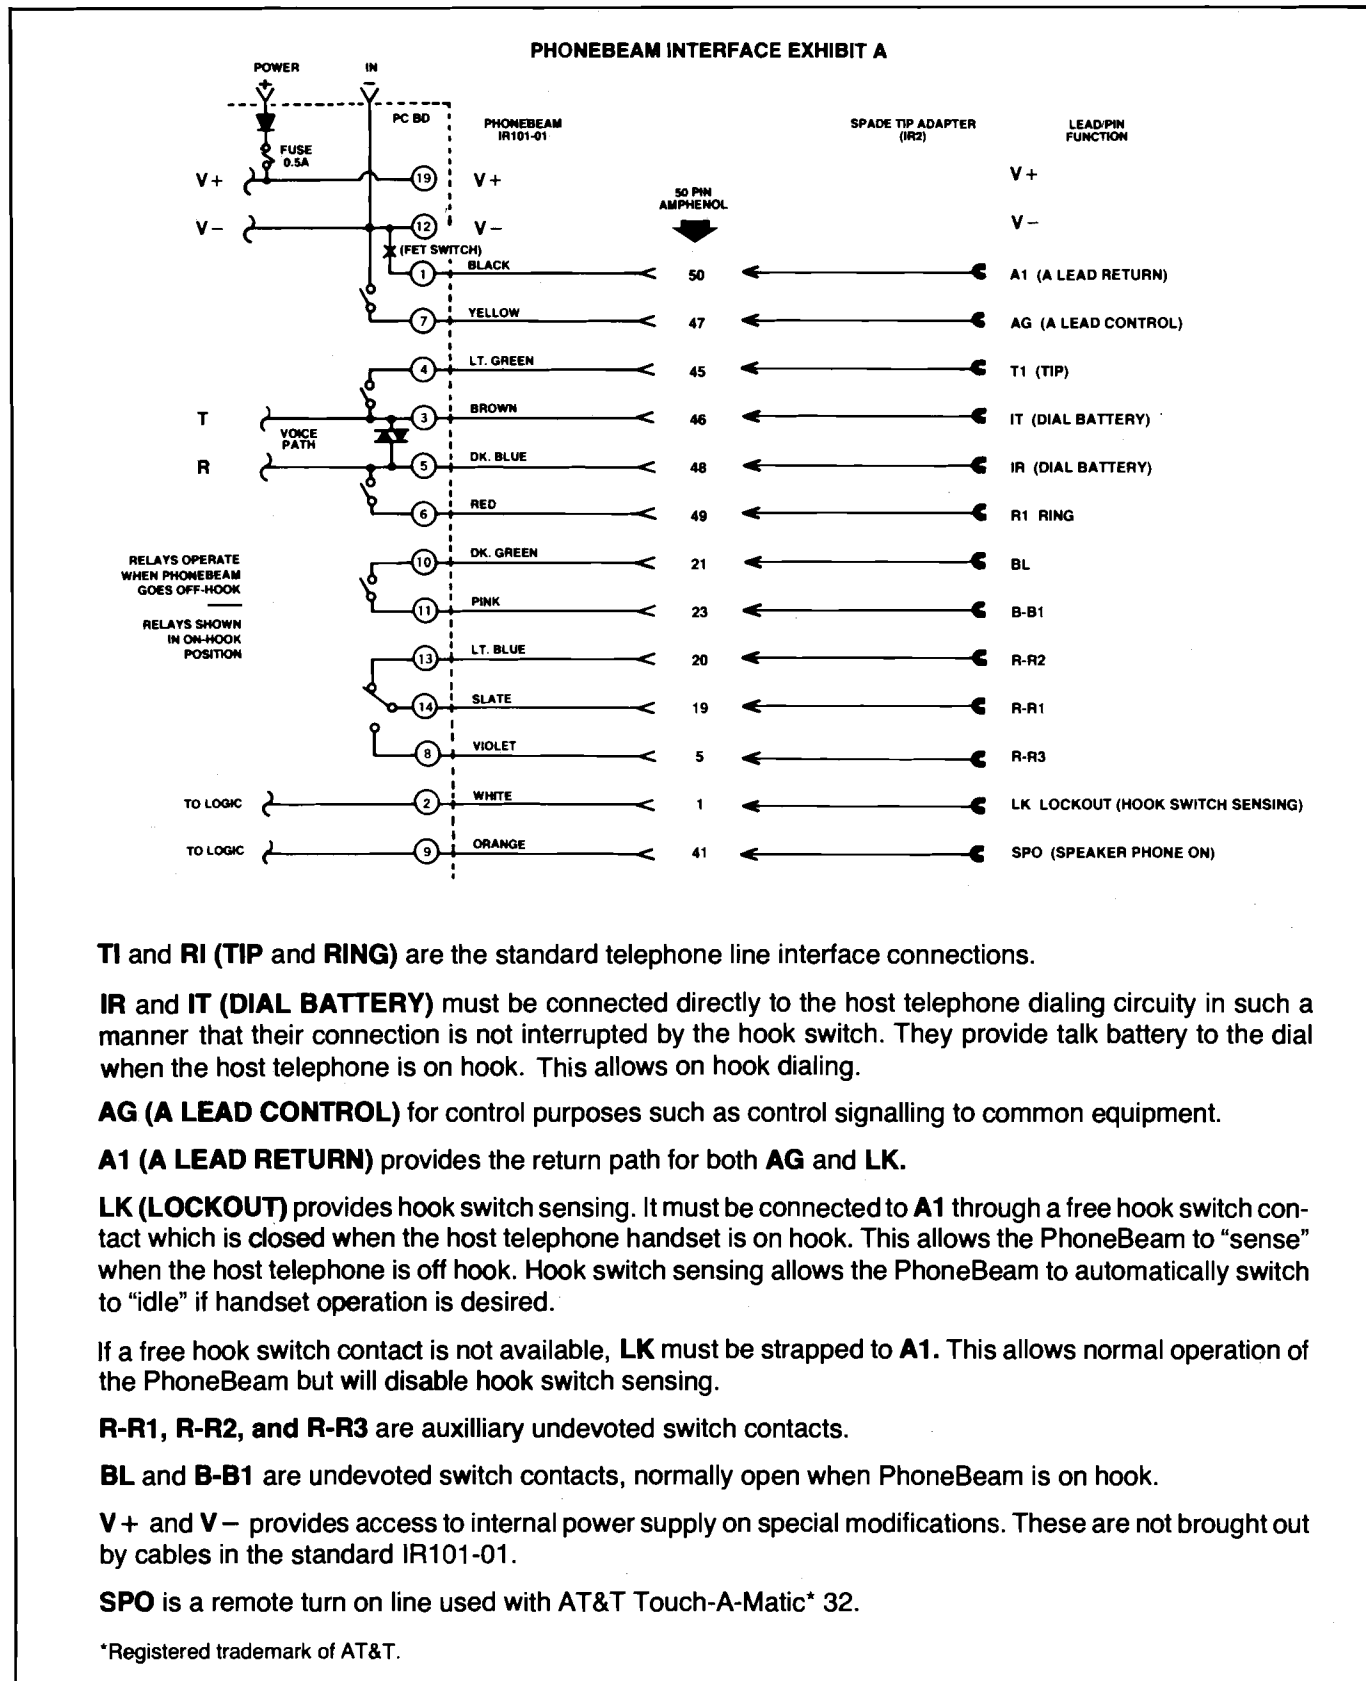 PHONEBEAM INTERFACE EXHIBIT A
POWER IN
+ −
PC BD
PHONEBEAM
IR101-01
SPADE TIP ADAPTER
(IR2)
LEAD/PIN
FUNCTION
FUSE
0.5A
V+ 19 V+ V+
50 PIN
AMPHENOL
V− 12 V− V−
(FET SWITCH)
1 BLACK 50 A1 (A LEAD RETURN)
7 YELLOW 47 AG (A LEAD CONTROL)
4 LT. GREEN 45 T1 (TIP)
T 3 BROWN 46 IT (DIAL BATTERY)
VOICE
PATH
R 5 DK. BLUE 48 IR (DIAL BATTERY)
6 RED 49 R1 RING
10 DK. GREEN 21 BL
RELAYS OPERATE
WHEN PHONEBEAM
GOES OFF-HOOK
11 PINK 23 B-B1
RELAYS SHOWN
IN ON-HOOK
POSITION
13 LT. BLUE 20 R-R2
14 SLATE 19 R-R1
8 VIOLET 5 R-R3
TO LOGIC 2 WHITE 1 LK LOCKOUT (HOOK SWITCH SENSING)
TO LOGIC 9 ORANGE 41 SPO (SPEAKER PHONE ON)
TI and RI (TIP and RING) are the standard telephone line interface connections.
IR and IT (DIAL BATTERY) must be connected directly to the host telephone dialing circuity in such a
manner that their connection is not interrupted by the hook switch. They provide talk battery to the dial
when the host telephone is on hook. This allows on hook dialing.
AG (A LEAD CONTROL) for control purposes such as control signalling to common equipment.
A1 (A LEAD RETURN) provides the return path for both AG and LK.
LK (LOCKOUT) provides hook switch sensing. It must be connected to A1 through a free hook switch con-
tact which is closed when the host telephone handset is on hook. This allows the PhoneBeam to “sense”
when the host telephone is off hook. Hook switch sensing allows the PhoneBeam to automatically switch
to “idle” if handset operation is desired.
If a free hook switch contact is not available, LK must be strapped to A1. This allows normal operation of
the PhoneBeam but will disable hook switch sensing.
R-R1, R-R2, and R-R3 are auxilliary undevoted switch contacts.
BL and B-B1 are undevoted switch contacts, normally open when PhoneBeam is on hook.
V+ and V− provides access to internal power supply on special modifications. These are not brought out
by cables in the standard IR101-01.
SPO is a remote turn on line used with AT&T Touch-A-Matic* 32.
*Registered trademark of AT&T.